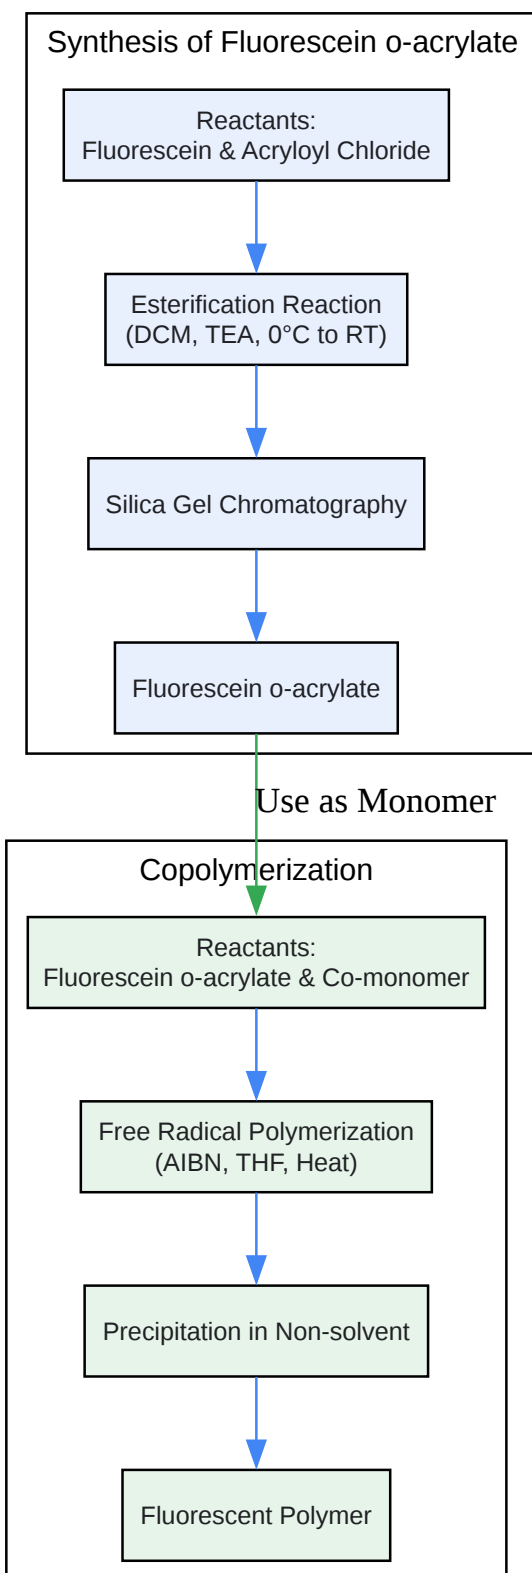 Synthesis of Fluorescein o-acrylate
Reactants:
Fluorescein & Acryloyl Chloride
Esterification Reaction
(DCM, TEA, 0°C to RT)
Silica Gel Chromatography
Fluorescein o-acrylate
Use as Monomer
Copolymerization
Reactants:
Fluorescein o-acrylate & Co-monomer
Free Radical Polymerization
(AIBN, THF, Heat)
Precipitation in Non-solvent
Fluorescent Polymer